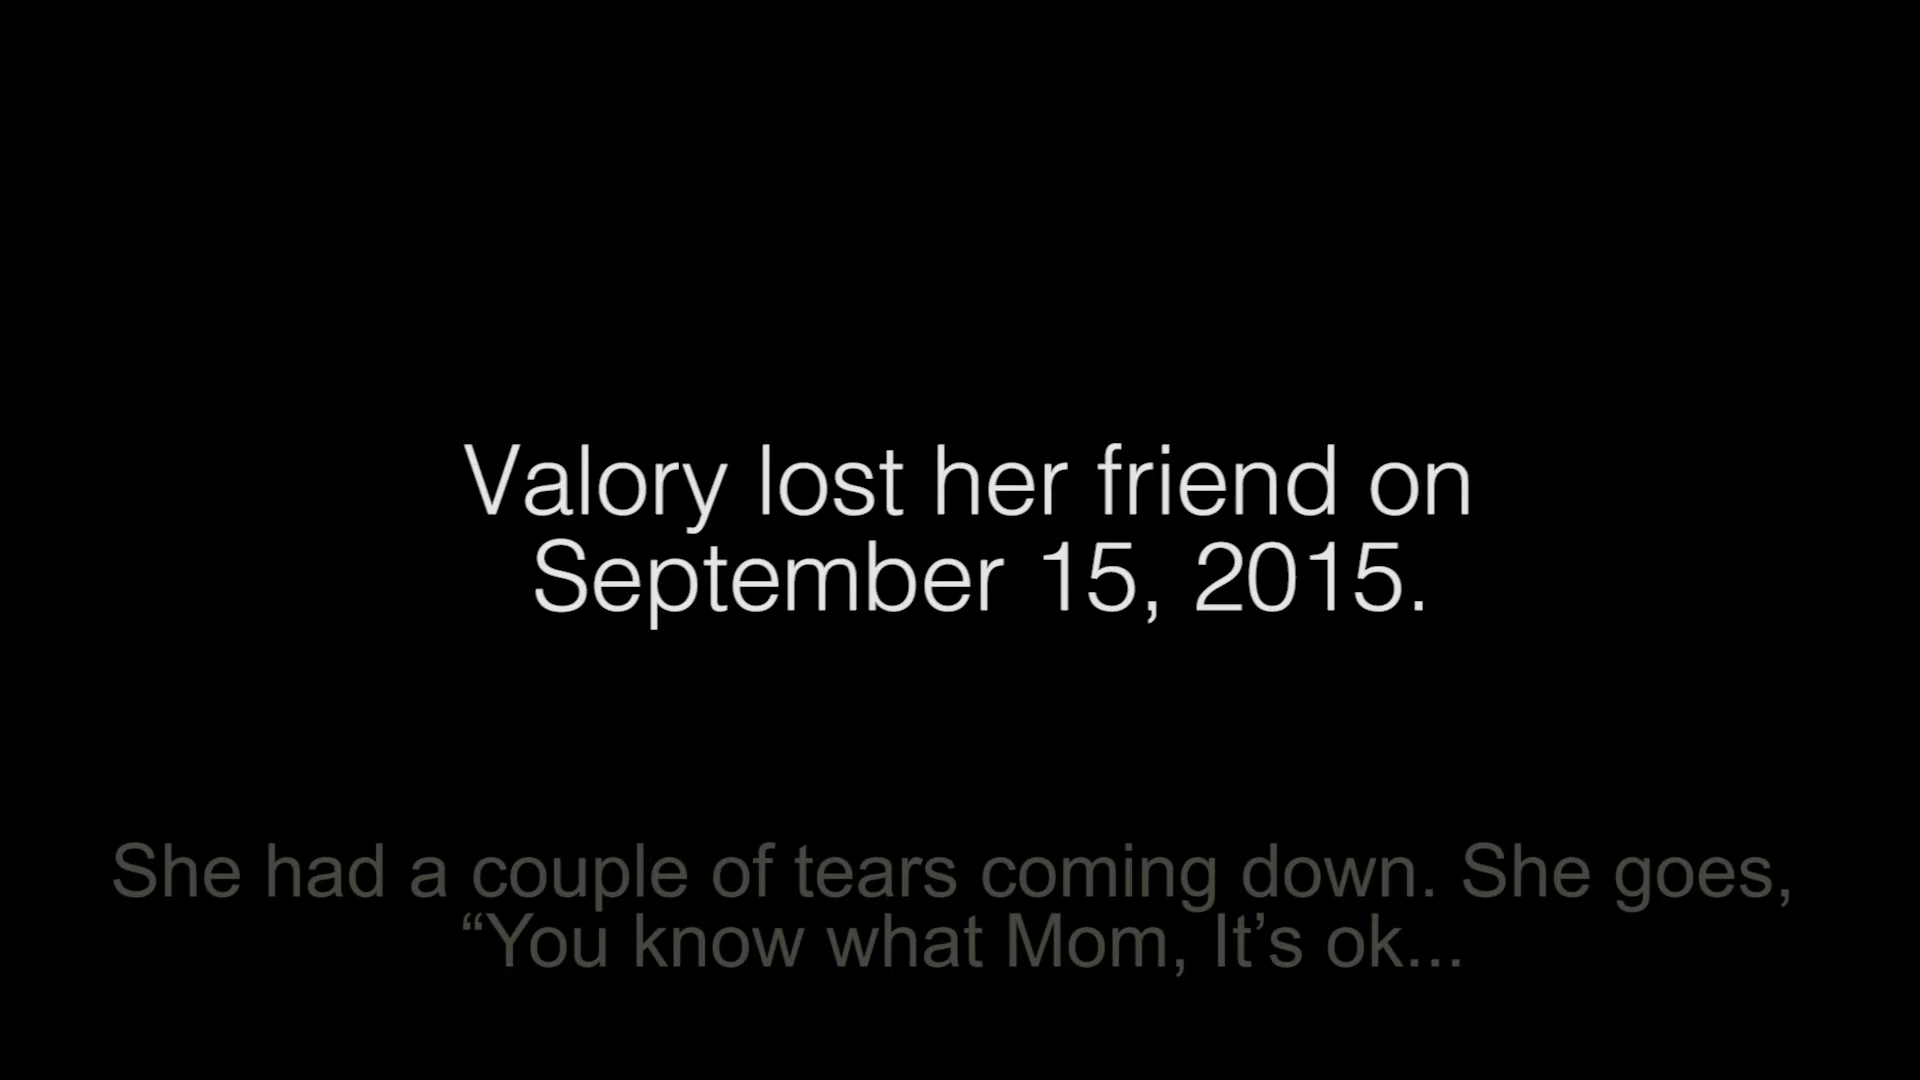 Valory lost her friend on
September 15, 2015.
She had a couple of tears coming down. She goes,
“You know what Mom, It’s ok...